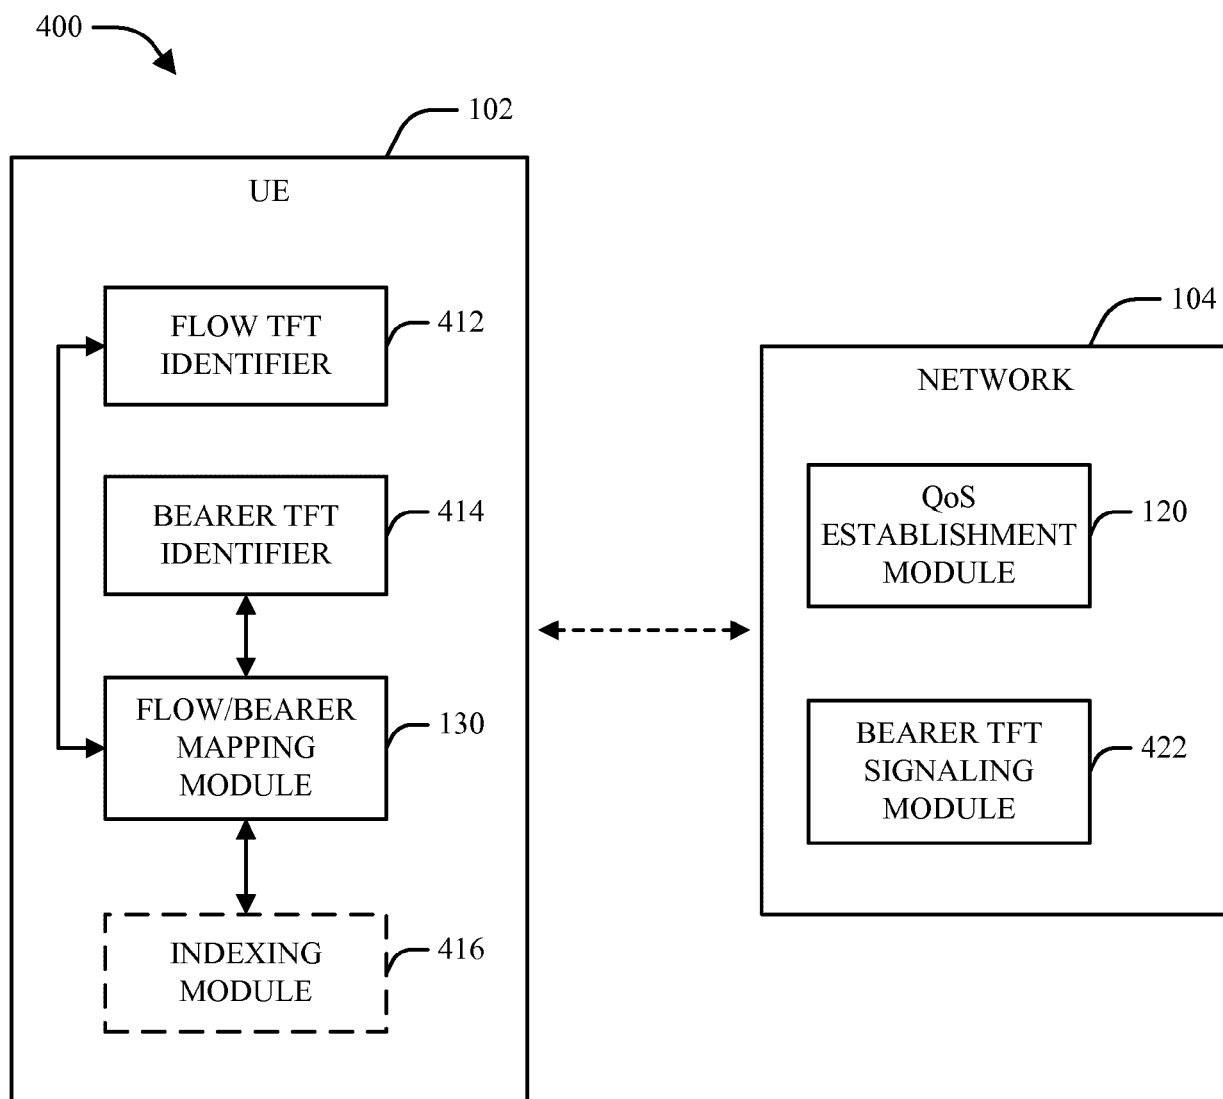 400
102
UE
FLOW TFT
IDENTIFIER
412
BEARER TFT
IDENTIFIER
414
FLOW/BEARER
MAPPING
MODULE
130
INDEXING
MODULE
416
104
NETWORK
QoS
ESTABLISHMENT
MODULE
120
BEARER TFT
SIGNALING
MODULE
422